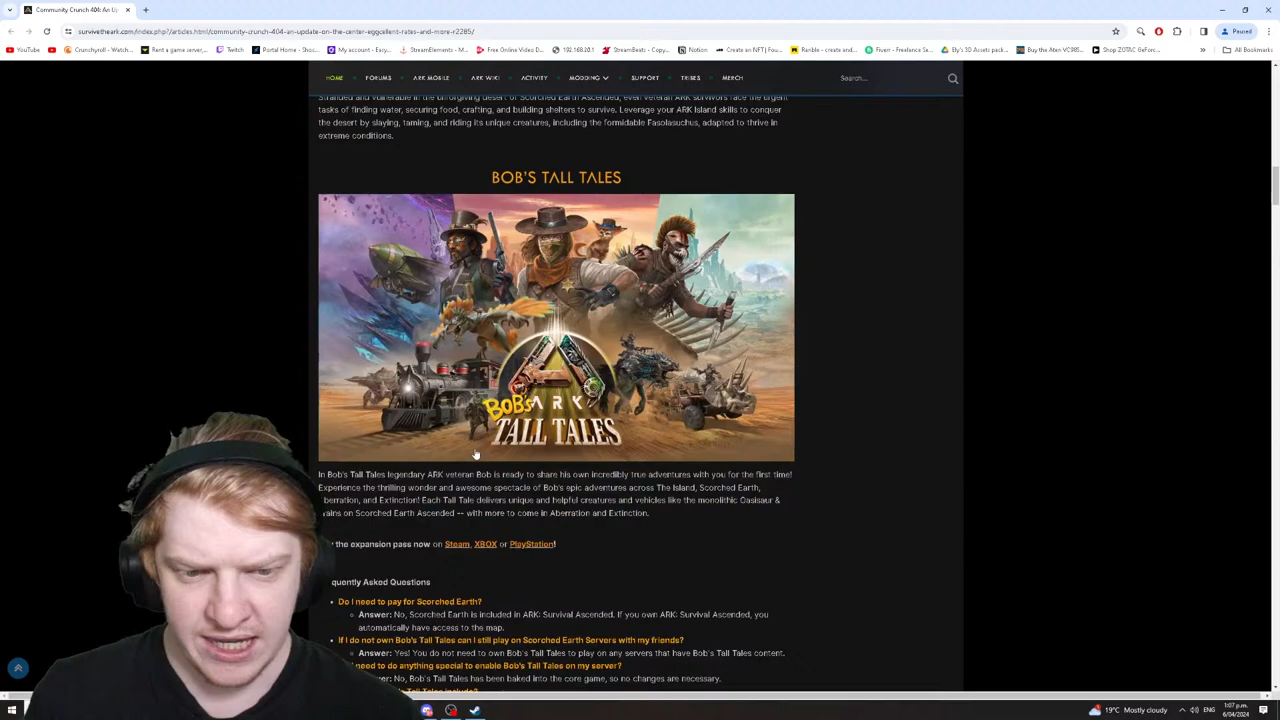 Community Crunch 404: An Up
survivetheark.com/index.php?/articles.html/community-crunch-404-an-update-on-the-center-eggcellent-rates-and-more-r2285/
Paused
YouTube
Crunchyroll - Watch...
Rent a game server,...
Twitch
Portal Home - Shoc...
My account - Easy...
StreamElements - M...
Free Online Video D...
192.168.20.1
StreamBeats - Copy...
Notion
Create an NFT | Fou...
Rarible - create and...
Fiverr - Freelance Se...
Ely's 3D Assets pack...
Buy the Aten VC985...
Shop ZOTAC GeForc...
All Bookmarks
HOME
FORUMS
ARK MOBILE
ARK WIKI
ACTIVITY
MODDING
SUPPORT
TRIBES
MERCH
Search...
Stranded and vulnerable in the unforgiving desert of Scorched Earth Ascended, even veteran ARK survivors face the urgent
tasks of finding water, securing food, crafting, and building shelters to survive. Leverage your ARK Island skills to conquer
the desert by slaying, taming, and riding its unique creatures, including the formidable Fasolasuchus, adapted to thrive in
extreme conditions.
BOB'S TALL TALES
BOB'S ARK
TALL TALES
In Bob's Tall Tales legendary ARK veteran Bob is ready to share his own incredibly true adventures with you for the first time!
Experience the thrilling wonder and awesome spectacle of Bob's epic adventures across The Island, Scorched Earth,
berration, and Extinction! Each Tall Tale delivers unique and helpful creatures and vehicles like the monolithic Oasisaur &
ains on Scorched Earth Ascended -- with more to come in Aberration and Extinction.
the expansion pass now on Steam, XBOX or PlayStation!
quently Asked Questions
Do I need to pay for Scorched Earth?
Answer: No, Scorched Earth is included in ARK: Survival Ascended. If you own ARK: Survival Ascended, you
automatically have access to the map.
If I do not own Bob's Tall Tales can I still play on Scorched Earth Servers with my friends?
Answer: Yes! You do not need to own Bob's Tall Tales to play on any servers that have Bob's Tall Tales content.
need to do anything special to enable Bob's Tall Tales on my server?
wer: No, Bob's Tall Tales has been baked into the core game, so no changes are necessary.
19°C Mostly cloudy
ENG
1:07 p.m.
6/04/2024